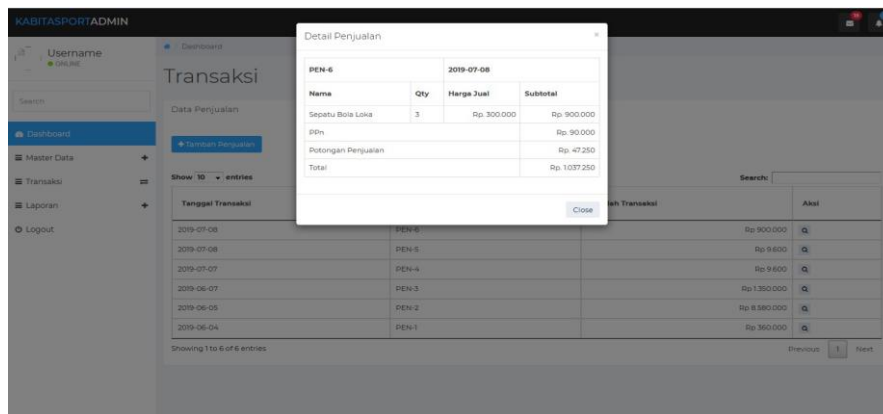 KABITASPORTADMIN
Username
ONLINE
Search
Dashboard
Master Data
Transaksi
Laporan
Logout
Dashboard
Transaksi
Data Penjualan
+ Tambah Penjualan
Show 10 entries
Search:
Tanggal Transaksi
lah Transaksi
Aksi
2019-07-08 PEN-6 Rp 900.000
2019-07-08 PEN-5 Rp 9.600
2019-07-07 PEN-4 Rp 9.600
2019-06-07 PEN-3 Rp 1.350.000
2019-06-05 PEN-2 Rp 8.580.000
2019-06-04 PEN-1 Rp 360.000
Showing 1 to 6 of 6 entries
Previous 1 Next
Detail Penjualan ×
PEN-6 2019-07-08
Nama Qty Harga Jual Subtotal
Sepatu Bola Loka 3 Rp. 300.000 Rp. 900.000
PPn Rp. 90.000
Potongan Penjualan Rp. 47.250
Total Rp. 1.037.250
Close